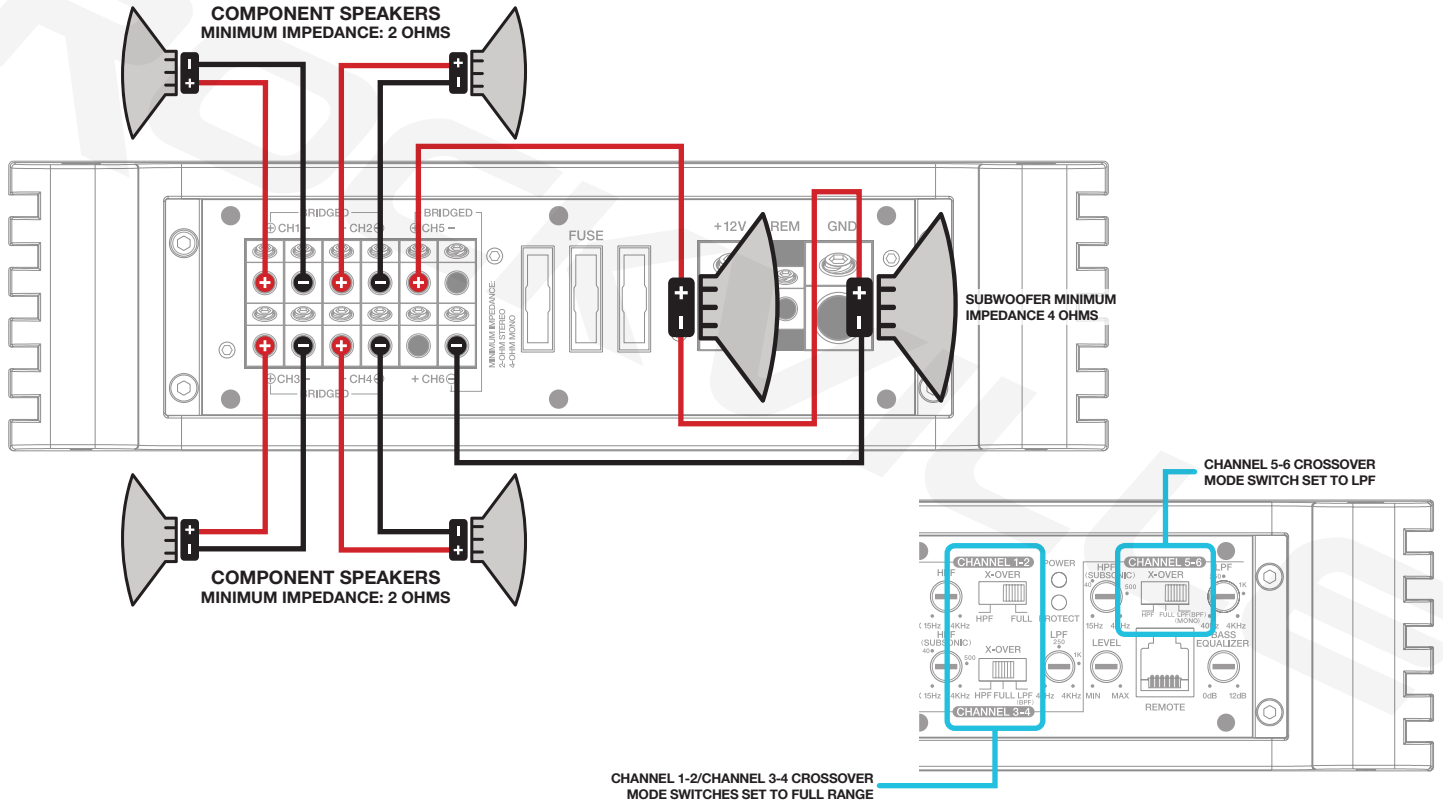 COMPONENT SPEAKERS
MINIMUM IMPEDANCE: 2 OHMS
BRIDGED
BRIDGED
⊕ CH1 −
− CH2 ⊕
⊕ CH5 −
FUSE
+12V
REM
GND
MINIMUM IMPEDANCE:
2-OHM STEREO
4-OHM MONO
SUBWOOFER MINIMUM
IMPEDANCE 4 OHMS
⊕ CH3 −
− CH4 ⊕
+ CH6 ⊖
BRIDGED
COMPONENT SPEAKERS
MINIMUM IMPEDANCE: 2 OHMS
CHANNEL 5-6 CROSSOVER
MODE SWITCH SET TO LPF
CHANNEL 1-2
POWER
X-OVER
HPF
FULL
PROTECT
15Hz
4KHz
HPF
(SUBSONIC)
40
500
15Hz
CHANNEL 5-6
X-OVER
HPF FULL LPF(BPF)
(MONO)
LPF
1K
4KHz
HPF
(SUBSONIC)
40
500
15Hz
4KHz
X-OVER
HPF FULL LPF
(BPF)
CHANNEL 3-4
LPF
250
1K
4KHz
LEVEL
MIN
MAX
REMOTE
BASS
EQUALIZER
0dB
12dB
CHANNEL 1-2/CHANNEL 3-4 CROSSOVER
MODE SWITCHES SET TO FULL RANGE
ROCKVILLE